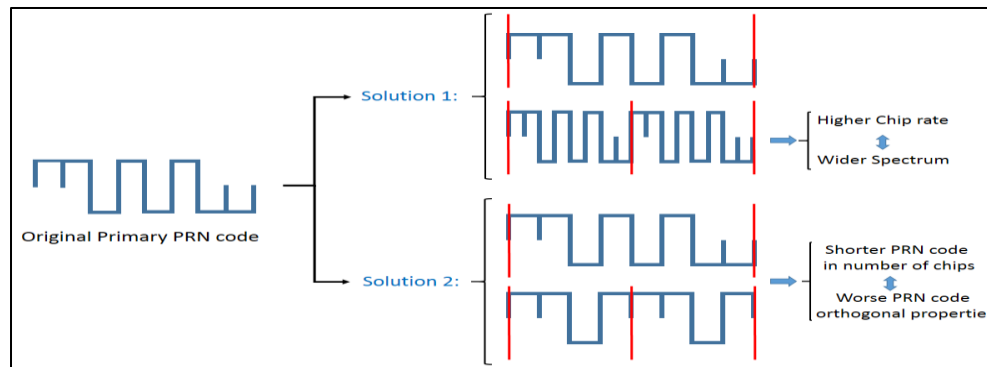 Solution 1:
Higher Chip rate
Wider Spectrum
Original Primary PRN code
Solution 2:
Shorter PRN code
in number of chips
Worse PRN code
orthogonal propertie